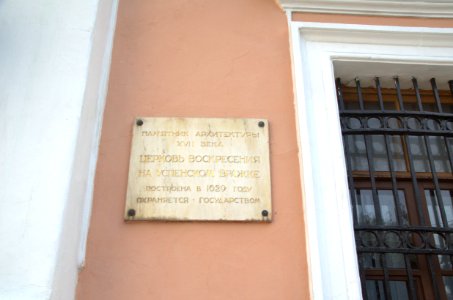 ПАМЯТНИК АРХИТЕКТУРЫ
XVII ВЕКА
ЦЕРКОВЬ ВОСКРЕСЕНИЯ
НА УСПЕНСКОМ ВРАЖКЕ
ПОСТРОЕНА В 1629 ГОДУ
ОХРАНЯЕТСЯ · ГОСУДАРСТВОМ